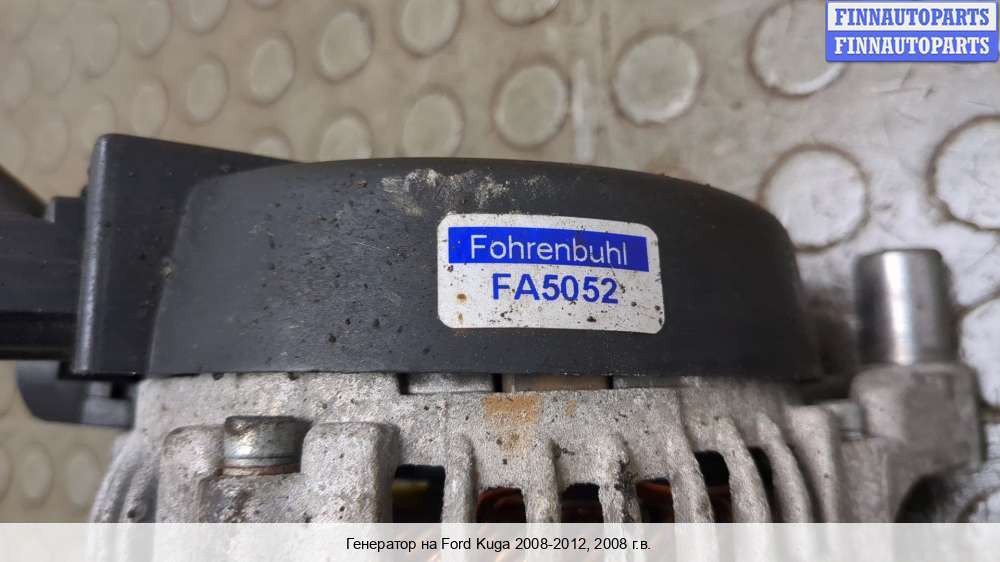 FINNAUTOPARTS
FINNAUTOPARTS
Fohrenbuhl
FA5052
Генератор на Ford Kuga 2008-2012, 2008 г.в.